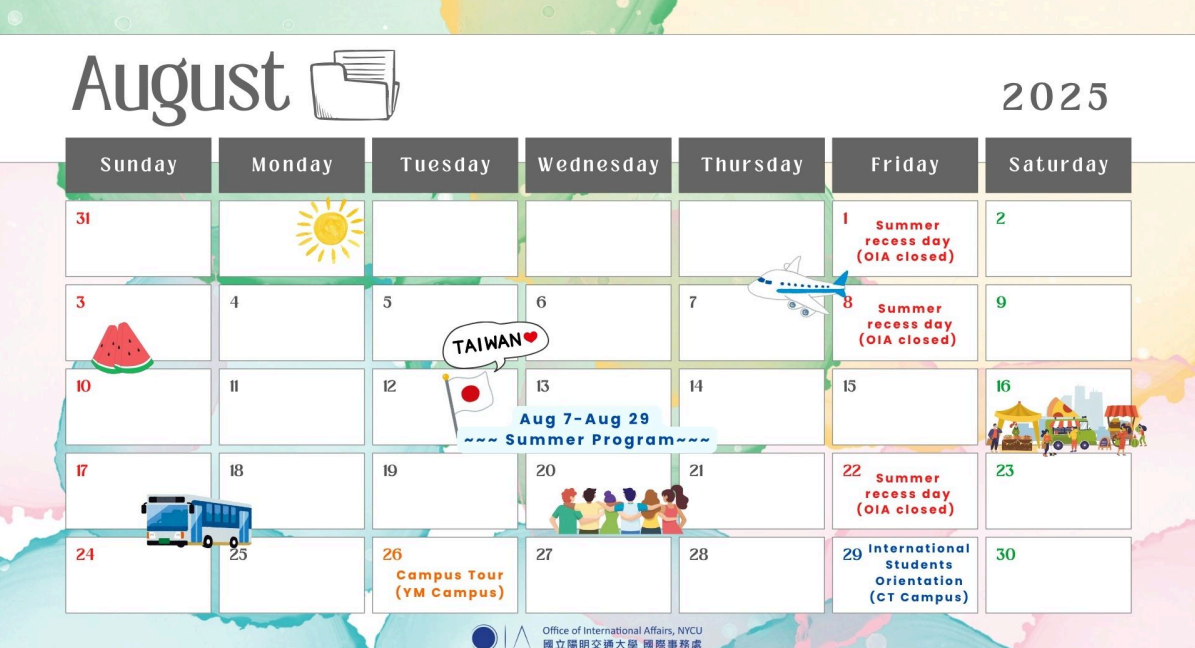 August
2025
Sunday Monday Tuesday Wednesday Thursday Friday Saturday
31
1
Summer
recess day
(OIA closed)
2
3
4
5
6
7
8
Summer
recess day
(OIA closed)
9
TAIWAN
10
11
12
13
14
15
16
Aug 7-Aug 29
~~~ Summer Program~~~
17
18
19
20
21
22
Summer
recess day
(OIA closed)
23
24
25
26
Campus Tour
(YM Campus)
27
28
29
International
Students
Orientation
(CT Campus)
30
Office of International Affairs, NYCU
國立陽明交通大學 國際事務處